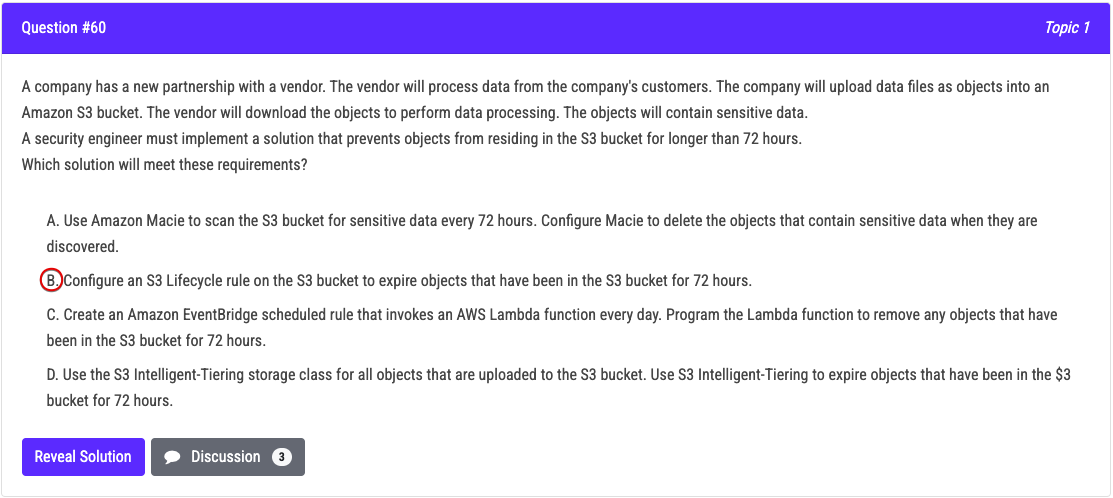 Question #60
Topic 1
A company has a new partnership with a vendor. The vendor will process data from the company's customers. The company will upload data files as objects into an
Amazon S3 bucket. The vendor will download the objects to perform data processing. The objects will contain sensitive data.
A security engineer must implement a solution that prevents objects from residing in the S3 bucket for longer than 72 hours.
Which solution will meet these requirements?
A. Use Amazon Macie to scan the S3 bucket for sensitive data every 72 hours. Configure Macie to delete the objects that contain sensitive data when they are
discovered.
B. Configure an S3 Lifecycle rule on the S3 bucket to expire objects that have been in the S3 bucket for 72 hours.
C. Create an Amazon EventBridge scheduled rule that invokes an AWS Lambda function every day. Program the Lambda function to remove any objects that have
been in the S3 bucket for 72 hours.
D. Use the S3 Intelligent-Tiering storage class for all objects that are uploaded to the S3 bucket. Use S3 Intelligent-Tiering to expire objects that have been in the $3
bucket for 72 hours.
Reveal Solution
Discussion 3